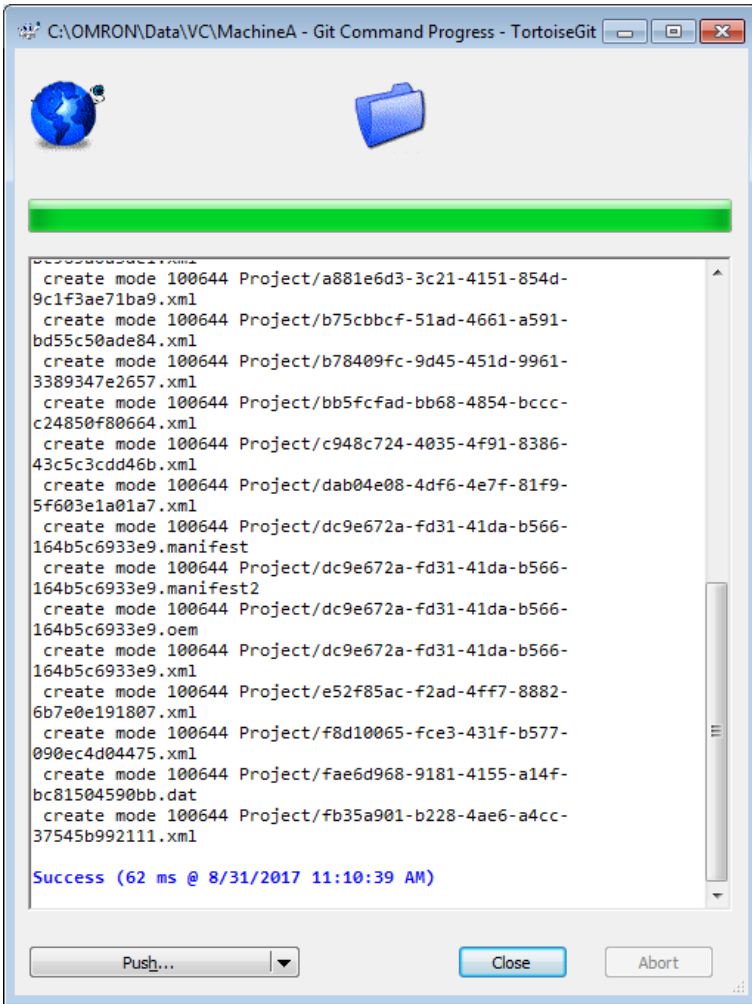 C:\OMRON\Data\VC\MachineA - Git Command Progress - TortoiseGit
create mode 100644 Project/a881e6d3-3c21-4151-854d-
9c1f3ae71ba9.xml
create mode 100644 Project/b75cbbcf-51ad-4661-a591-
bd55c50ade84.xml
create mode 100644 Project/b78409fc-9d45-451d-9961-
3389347e2657.xml
create mode 100644 Project/bb5fcfad-bb68-4854-bccc-
c24850f80664.xml
create mode 100644 Project/c948c724-4035-4f91-8386-
43c5c3cdd46b.xml
create mode 100644 Project/dab04e08-4df6-4e7f-81f9-
5f603e1a01a7.xml
create mode 100644 Project/dc9e672a-fd31-41da-b566-
164b5c6933e9.manifest
create mode 100644 Project/dc9e672a-fd31-41da-b566-
164b5c6933e9.manifest2
create mode 100644 Project/dc9e672a-fd31-41da-b566-
164b5c6933e9.oem
create mode 100644 Project/dc9e672a-fd31-41da-b566-
164b5c6933e9.xml
create mode 100644 Project/e52f85ac-f2ad-4ff7-8882-
6b7e0e191807.xml
create mode 100644 Project/f8d10065-fce3-431f-b577-
090ec4d04475.xml
create mode 100644 Project/fae6d968-9181-4155-a14f-
bc81504590bb.dat
create mode 100644 Project/fb35a901-b228-4ae6-a4cc-
37545b992111.xml
Success (62 ms @ 8/31/2017 11:10:39 AM)
Push...
Close
Abort